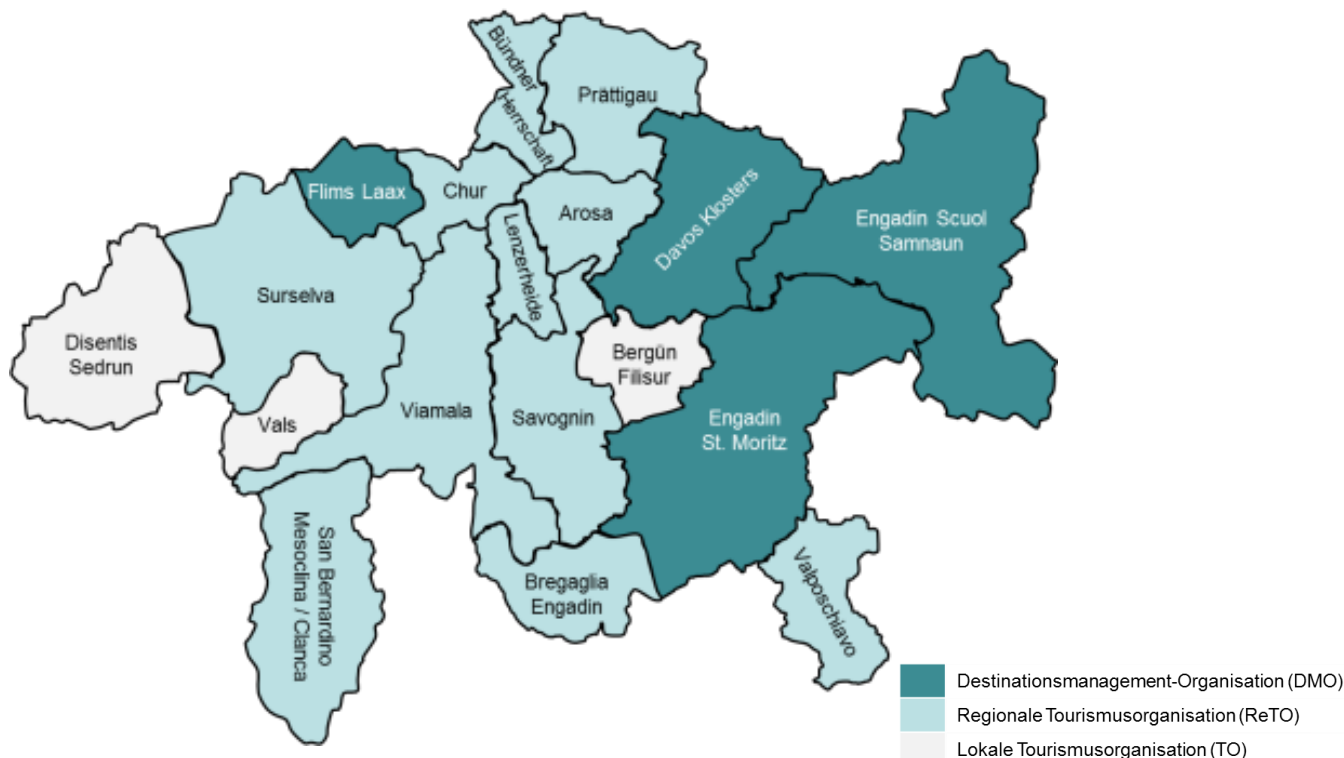 Bündner
Herrschaft
Prättigau
Flims Laax
Chur
Arosa
Davos Klosters
Engadin Scuol
Samnaun
Lenzerheide
Surselva
Disentis
Sedrun
Bergün
Filisur
Vals
Viamala
Savognin
Engadin
St. Moritz
San Bernardino
Mesoclina / Clanca
Bregaglia
Engadin
Valposchiavo
Destinationsmanagement-Organisation (DMO)
Regionale Tourismusorganisation (ReTO)
Lokale Tourismusorganisation (TO)